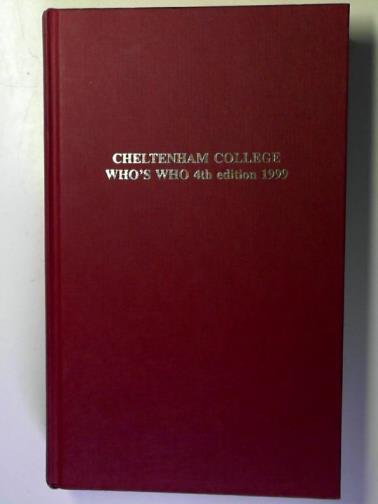 CHELTENHAM COLLEGE
WHO'S WHO 4th edition 1999